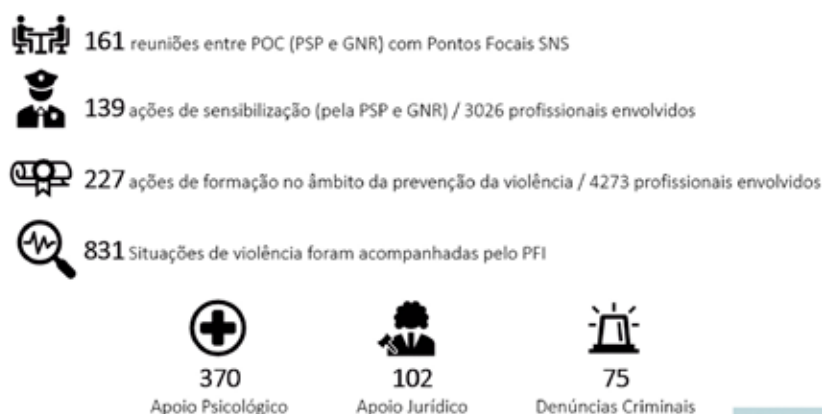 161 reuniões entre POC (PSP e GNR) com Pontos Focais SNS
139 ações de sensibilização (pela PSP e GNR) / 3026 profissionais envolvidos
227 ações de formação no âmbito da prevenção da violência / 4273 profissionais envolvidos
831 Situações de violência foram acompanhadas pelo PFI
370 102 75
Apoio Psicológico Apoio Jurídico Denúncias Criminais